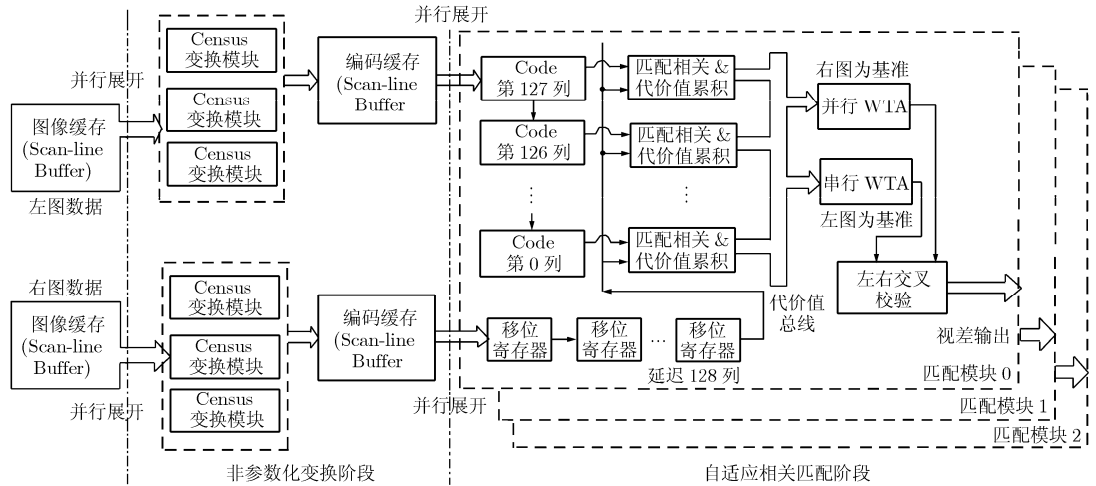 并行展开
Census
变换模块
Census
变换模块
Census
变换模块
并行展开
图像缓存
(Scan-line
Buffer)
左图数据
编码缓存
(Scan-line
Buffer
Code
第 127 列
Code
第 126 列
⋮
Code
第 0 列
匹配相关 &
代价值累积
匹配相关 &
代价值累积
⋮
匹配相关 &
代价值累积
右图为基准
并行 WTA
串行 WTA
左图为基准
左右交叉
校验
代价值
总线
右图数据
图像缓存
(Scan-line
Buffer)
并行展开
Census
变换模块
Census
变换模块
Census
变换模块
编码缓存
(Scan-line
Buffer
并行展开
移位
寄存器
移位
寄存器
…
移位
寄存器
延迟 128 列
视差输出
匹配模块 0
匹配模块 1
匹配模块 2
非参数化变换阶段
自适应相关匹配阶段